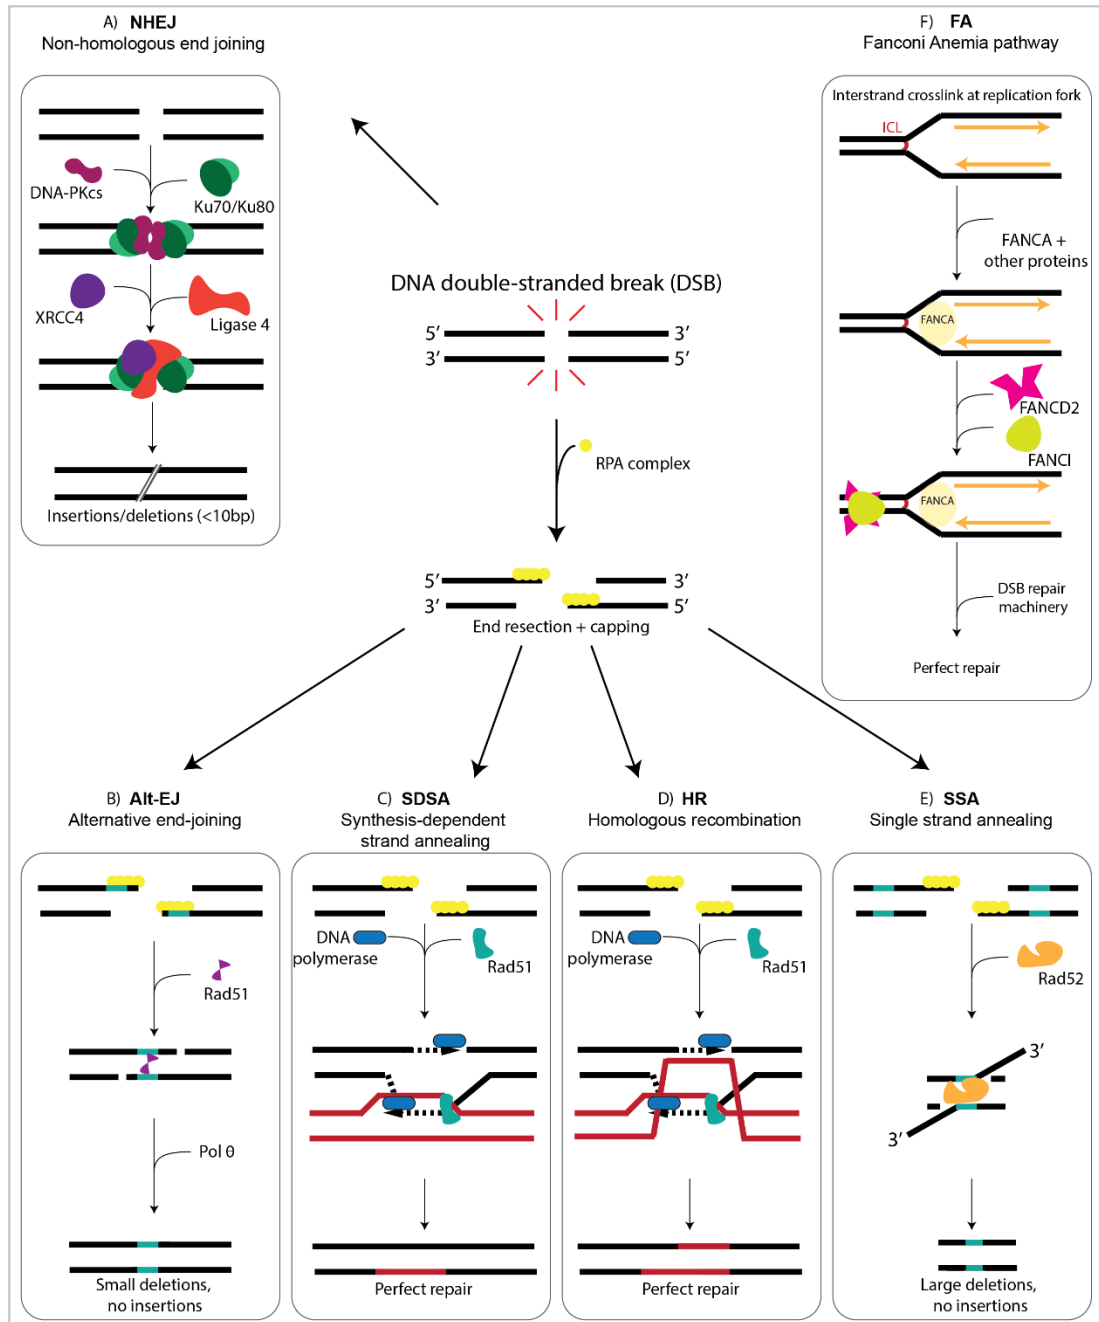 A) NHEJ
Non-homologous end joining
DNA-PKcs
Ku70/Ku80
XRCC4
Ligase 4
Insertions/deletions (<10bp)
F) FA
Fanconi Anemia pathway
Interstrand crosslink at replication fork
ICL
FANCA +
other proteins
FANCA
FANCD2
FANCI
FANCA
DSB repair
machinery
Perfect repair
DNA double-stranded break (DSB)
5′ 3′
3′ 5′
RPA complex
5′ 3′
3′ 5′
End resection + capping
B) Alt-EJ
Alternative end-joining
Rad51
Pol θ
Small deletions,
no insertions
C) SDSA
Synthesis-dependent
strand annealing
DNA
polymerase
Rad51
Perfect repair
D) HR
Homologous recombination
DNA
polymerase
Rad51
Perfect repair
E) SSA
Single strand annealing
Rad52
3′
3′
Large deletions,
no insertions